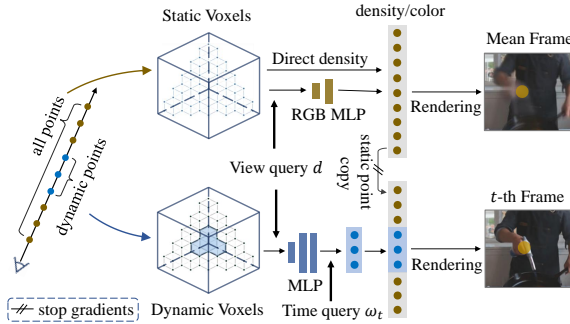 Static Voxels
density/color
Direct density
Mean Frame
RGB MLP
Rendering
all points
dynamic points
View query d
static point
copy
t-th Frame
MLP
Rendering
Time query ωt
stop gradients
Dynamic Voxels